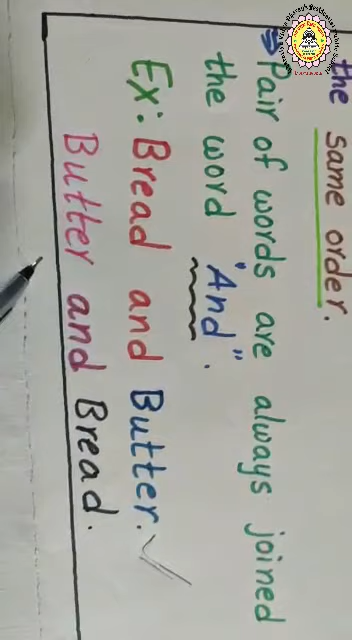 the same order.
⇒ Pair of words are always joined
the word "And".
Ex: Bread and Butter. ✓
Butter and Bread.